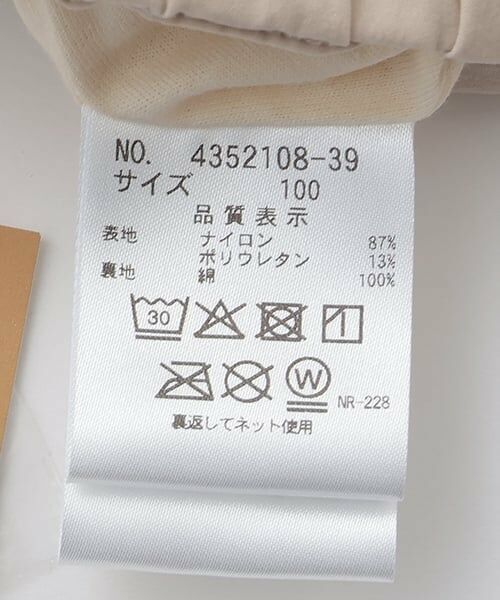 NO. 4352108-39
サイズ 100
品質表示
表地 ナイロン 87%
ポリウレタン 13%
裏地 綿 100%
30
W
NR-228
裏返してネット使用